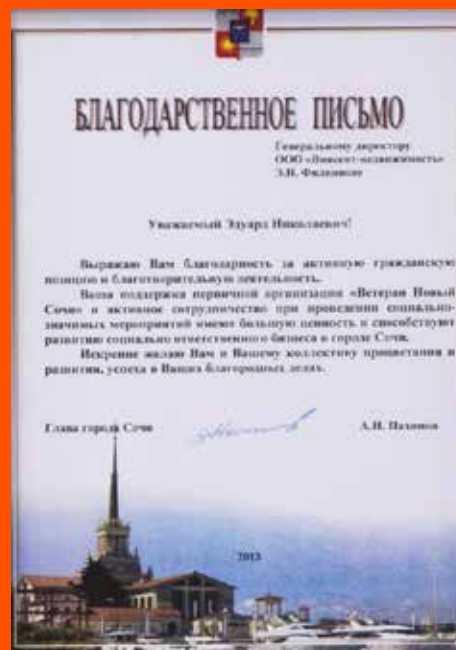 БЛАГОДАРСТВЕННОЕ ПИСЬМО
Генеральному директору
ООО «Винсент-недвижимость»
Э.Н. Филиппов
Уважаемый Эдуард Николаевич!
Выражаю Вам благодарность за активную гражданскую
позицию и благотворительную деятельность.
Ваша поддержка первичной организации «Ветеран Новый
Сочи» и активное сотрудничество при проведении социально-
значимых мероприятий имеют большую ценность и способствуют
развитию социально ответственного бизнеса в городе Сочи.
Искренне желаю Вам и Вашему коллективу процветания и
развития, успеха в Ваших благородных делах.
Глава города Сочи
А.Н. Пахомов
2013